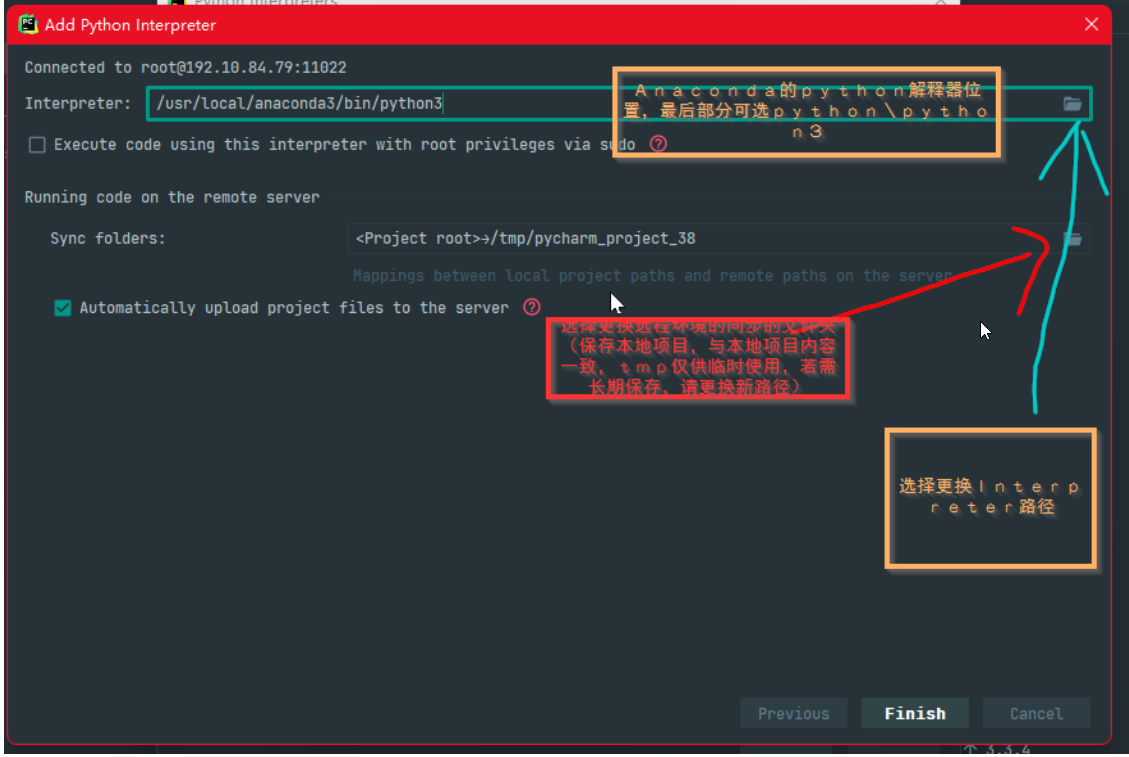 Python Interpreters
Add Python Interpreter
Connected to root@192.10.84.79:11022
Interpreter: /usr/local/anaconda3/bin/python3
Anaconda的python解释器位
置，最后部分可选python\pytho
n3
Execute code using this interpreter with root privileges via sudo
Running code on the remote server
Sync folders: <Project root>→/tmp/pycharm_project_38
Mappings between local project paths and remote paths on the server
Automatically upload project files to the server
选择更换远程环境的同步的文件夹
（保存本地项目，与本地项目内容
一致，tmp仅供临时使用，若需
长期保存，请更换新路径）
选择更换Interp
reter路径
Previous Finish Cancel
3.3.4